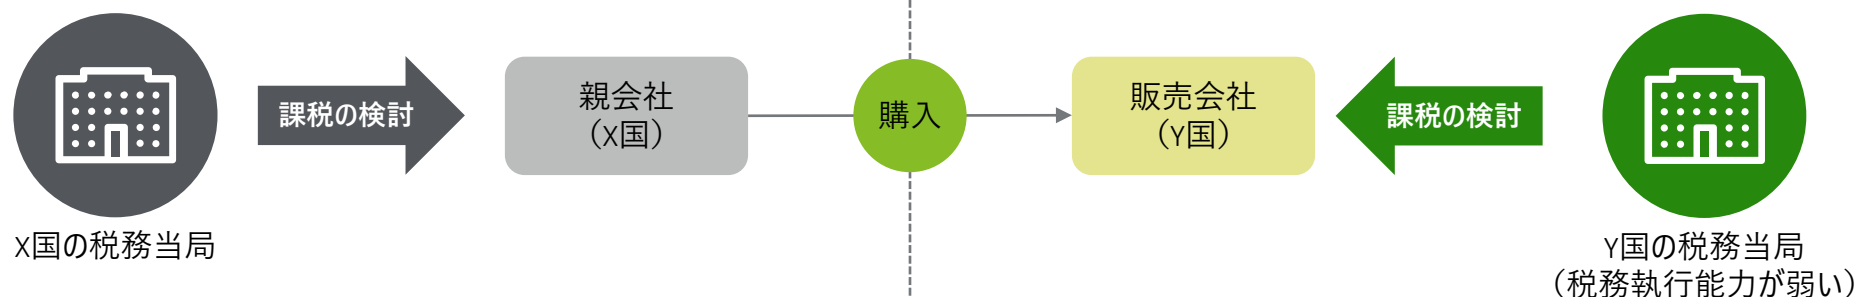 課税の検討
親会社
（X国）
購入
販売会社
（Y国）
課税の検討
X国の税務当局
Y国の税務当局
（税務執行能力が弱い）